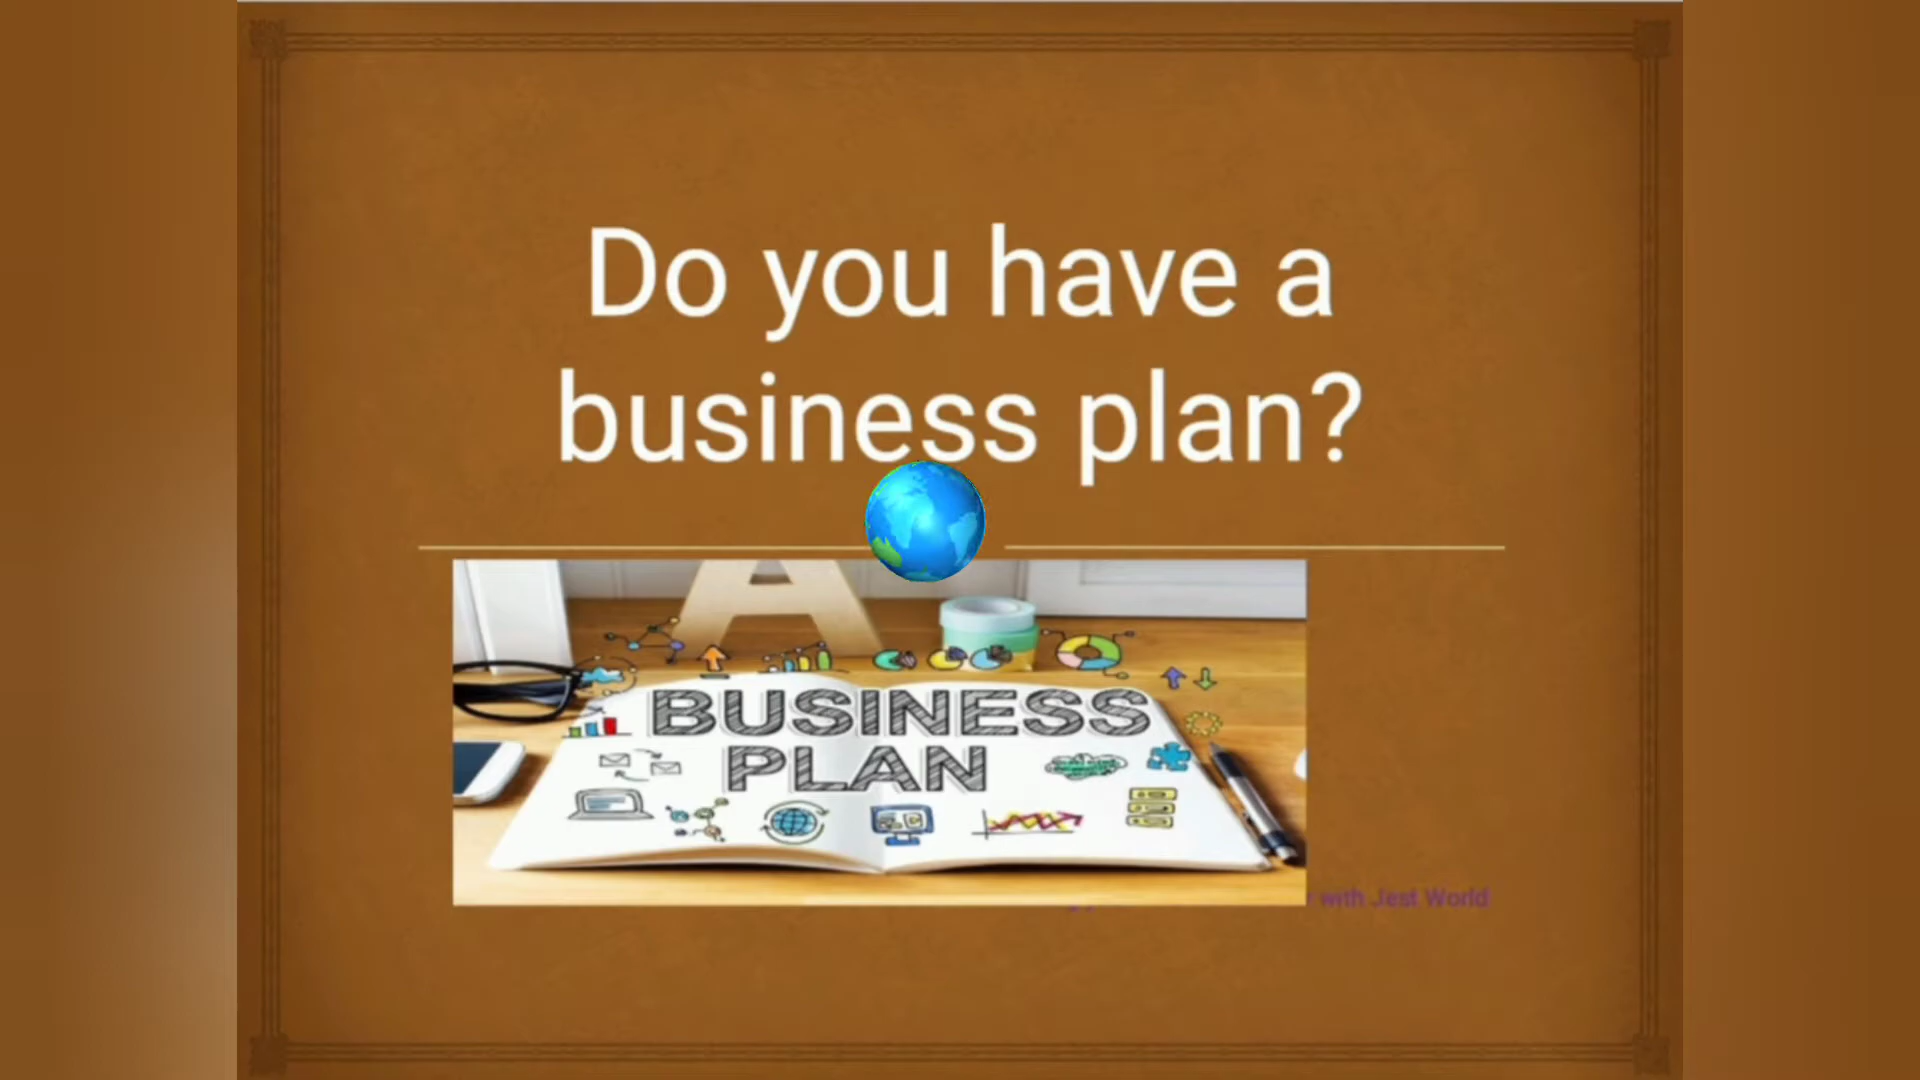 Do you have a
business plan?
BUSINESS
PLAN
with Jest World